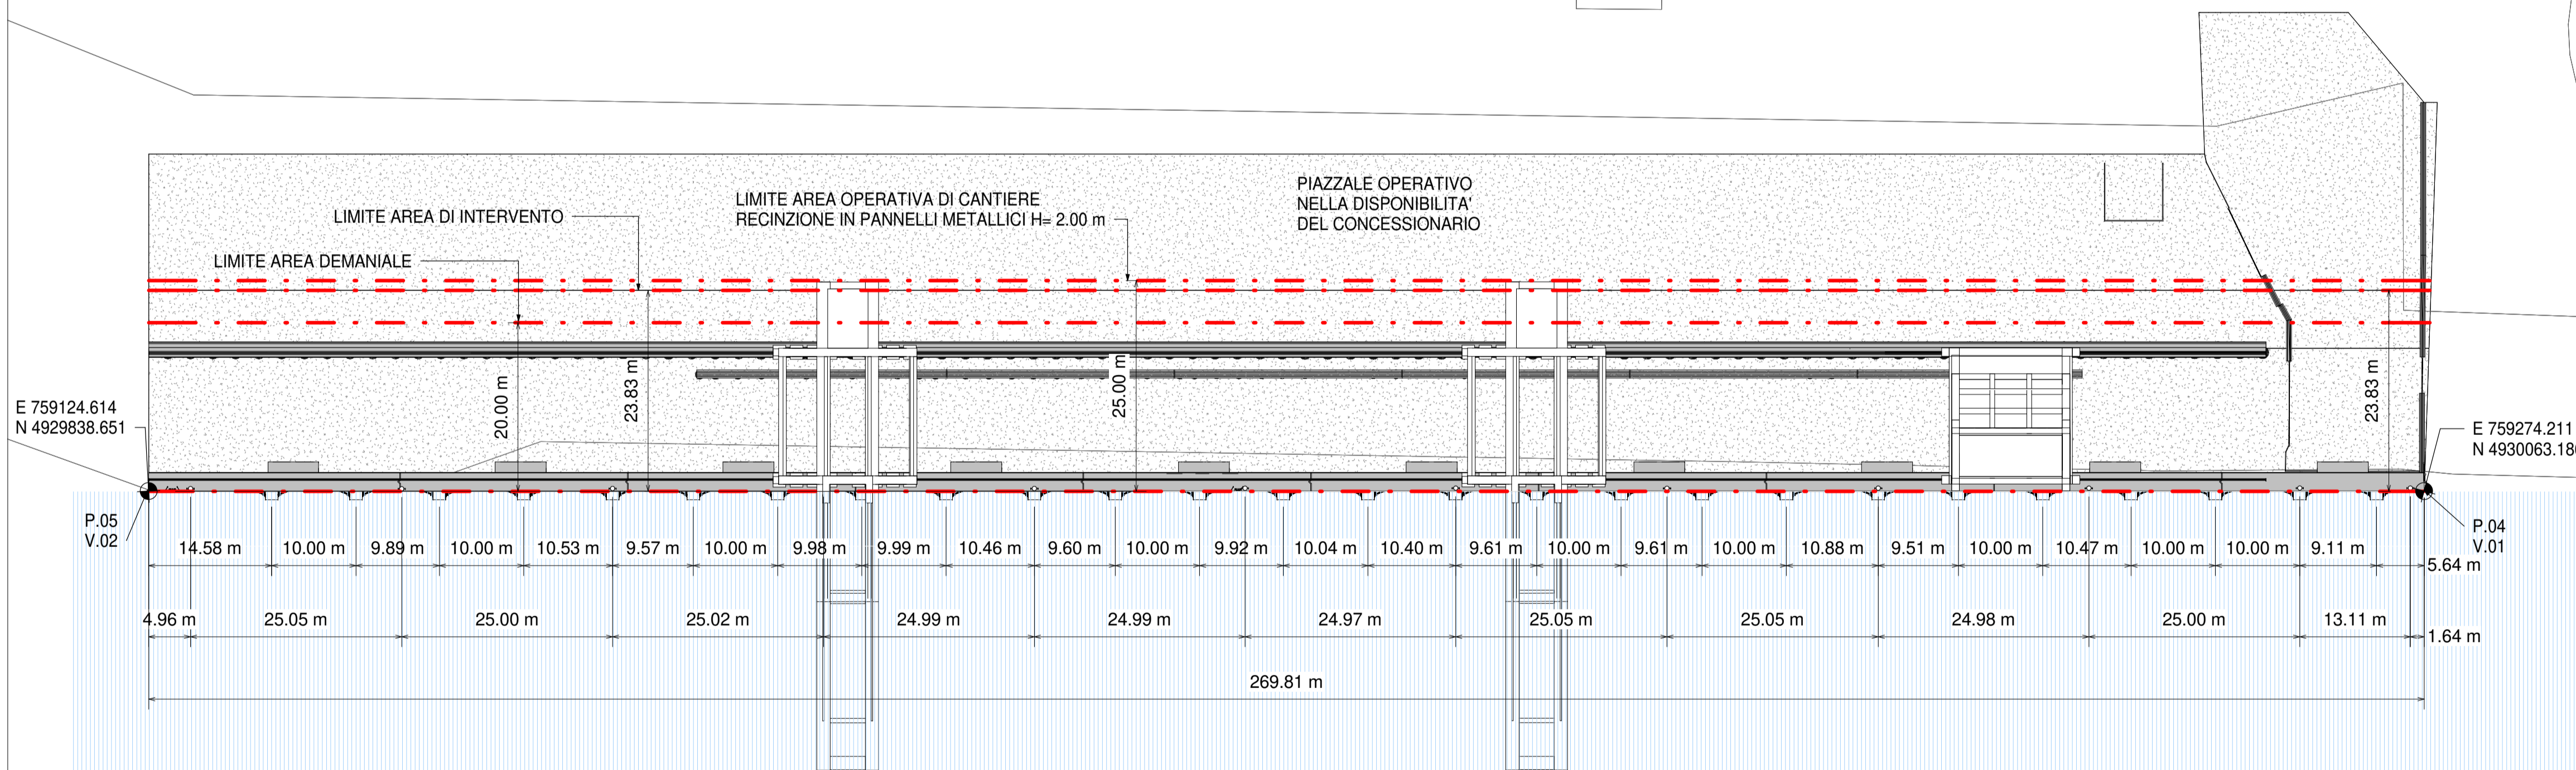 PIAZZALE OPERATIVO
NELLA DISPONIBILITA'
DEL CONCESSIONARIO
LIMITE AREA OPERATIVA DI CANTIERE
RECINZIONE IN PANNELLI METALLICI H= 2.00 m
LIMITE AREA DI INTERVENTO
LIMITE AREA DEMANIALE
20.00 m
23.83 m
25.00 m
23.83 m
E 759124.614
N 4929838.651
E 759274.211
N 4930063.180
P.05
V.02
P.04
V.01
14.58 m 10.00 m 9.89 m 10.00 m 10.53 m 9.57 m 10.00 m 9.98 m 9.99 m 10.46 m 9.60 m 10.00 m 9.92 m 10.04 m 10.40 m 9.61 m 10.00 m 9.61 m 10.00 m 10.88 m 9.51 m 10.00 m 10.47 m 10.00 m 10.00 m 9.11 m 5.64 m
4.96 m 25.05 m 25.00 m 25.02 m 24.99 m 24.99 m 24.97 m 25.05 m 25.05 m 24.98 m 25.00 m 13.11 m 1.64 m
269.81 m